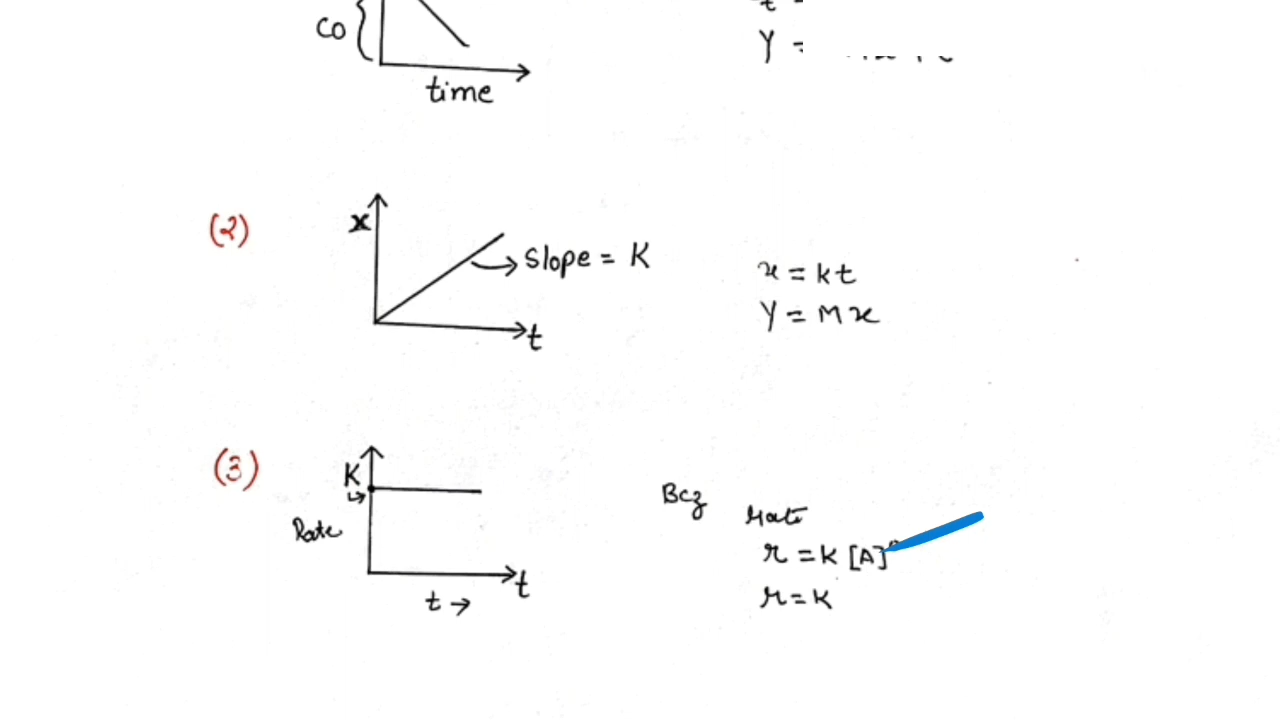 CO
time
Y =
(2)
x
Slope = K
t
x = kt
Y = Mx
(3)
K
Rate
t
t →
Bcz
rate
r = K [A]
r = K